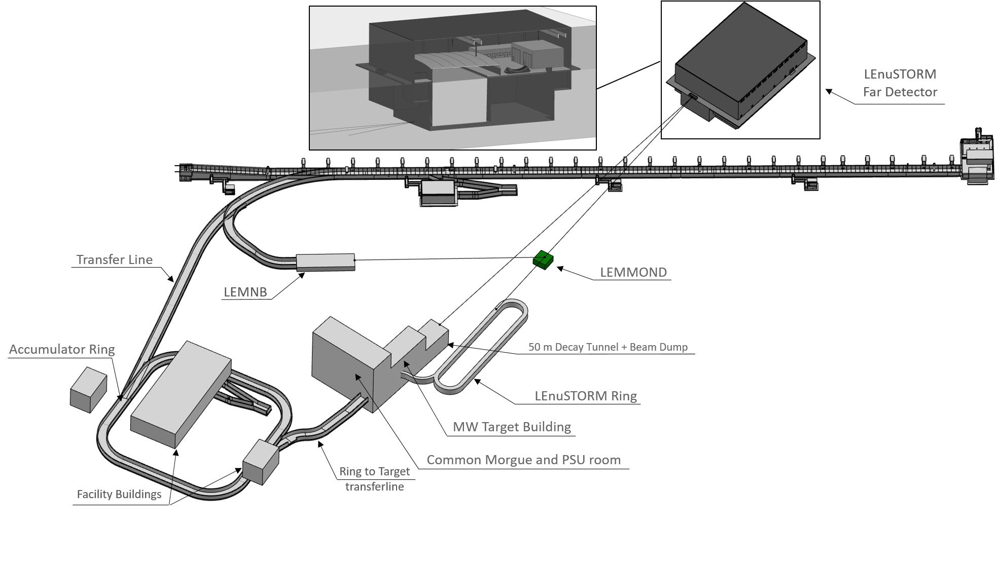 LEnuSTORM
Far Detector
Transfer Line
LEMMOND
LEMNB
Accumulator Ring
50 m Decay Tunnel + Beam Dump
LEnuSTORM Ring
MW Target Building
Common Morgue and PSU room
Ring to Target
transferline
Facility Buildings